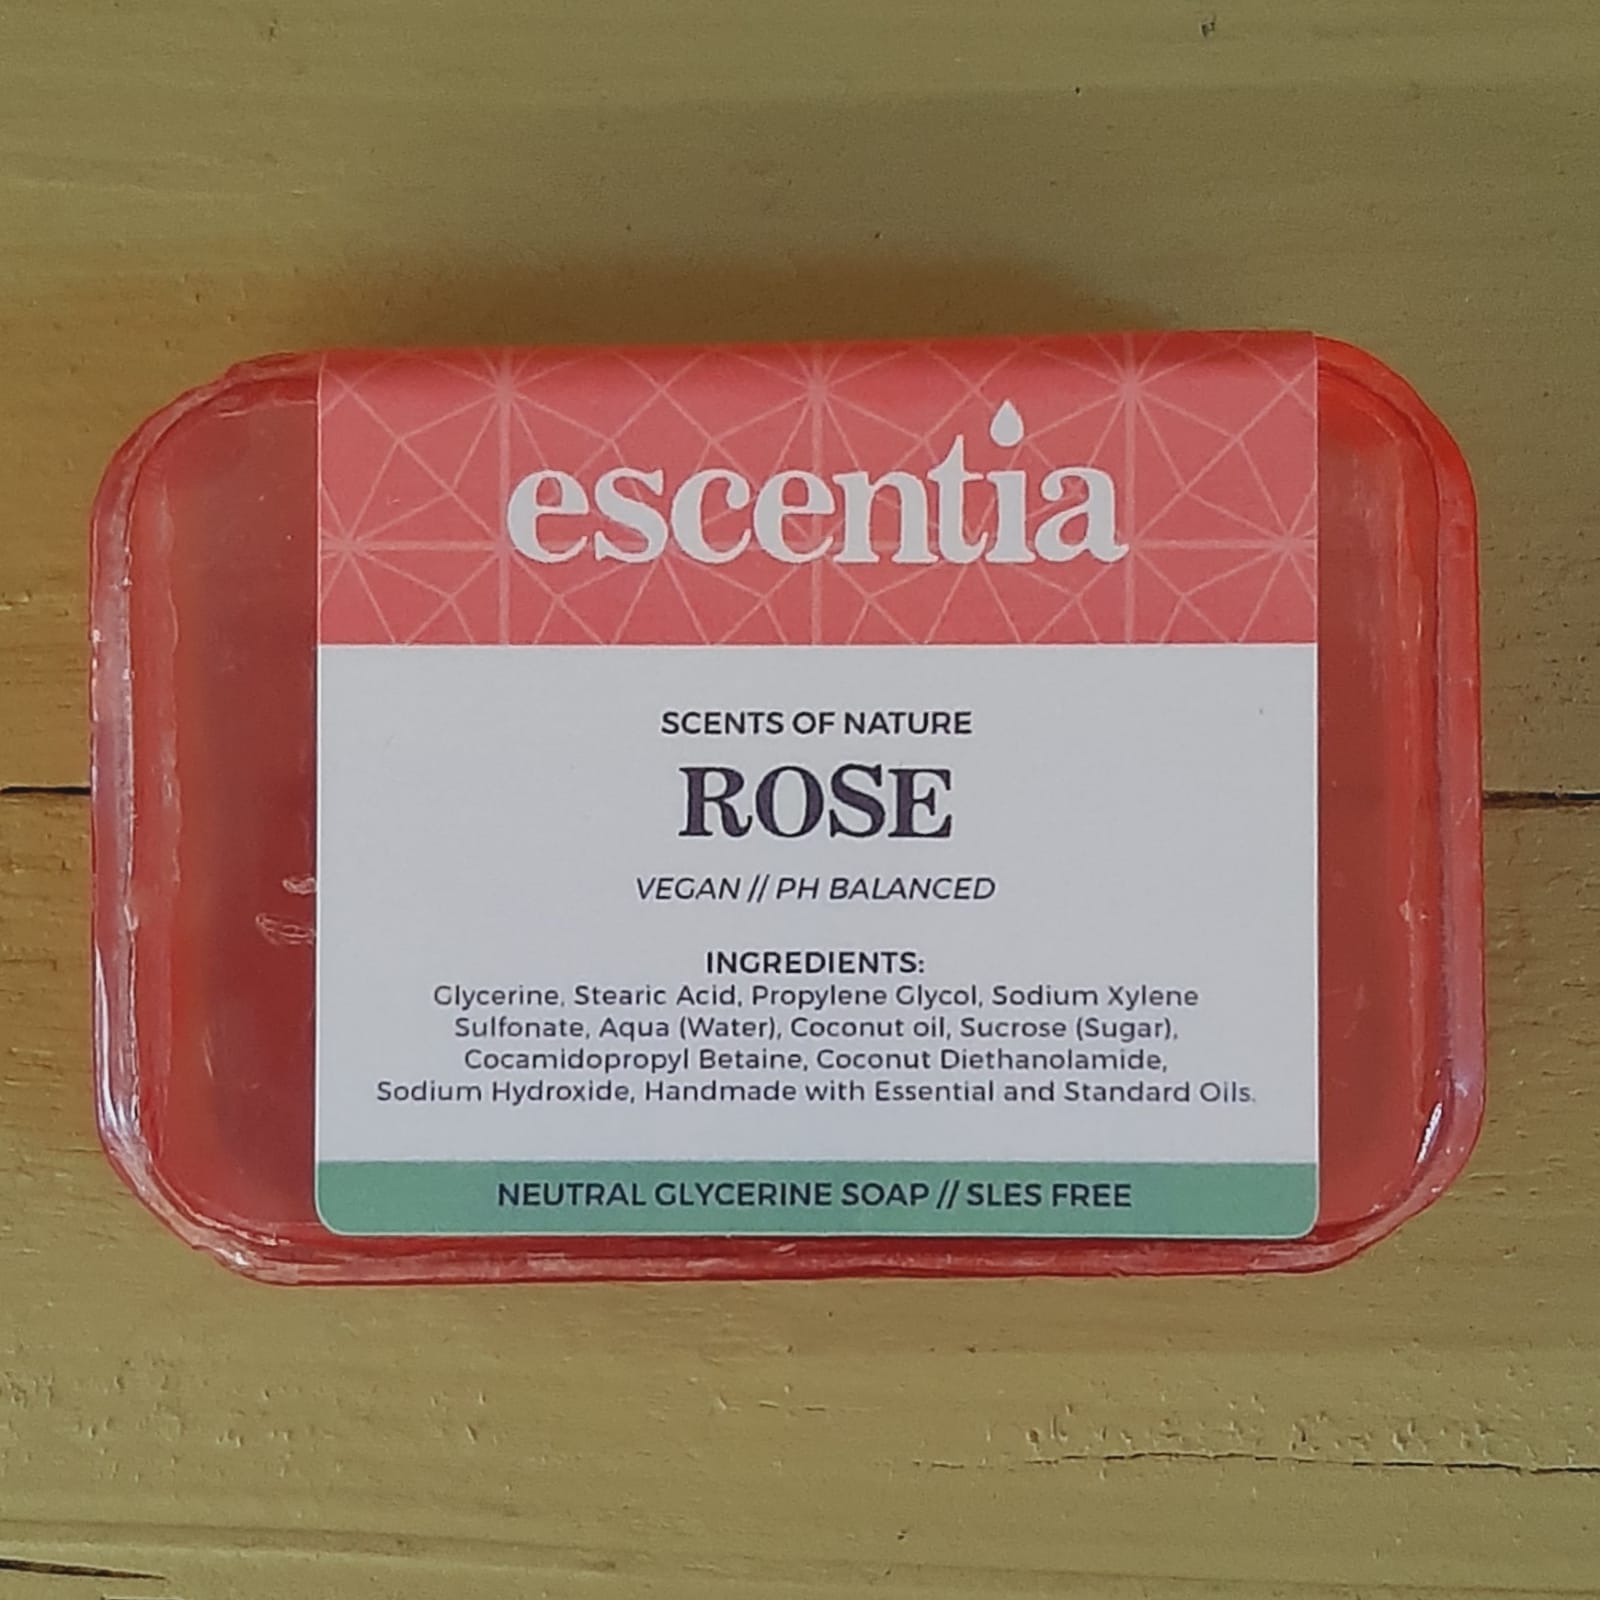 escentia
SCENTS OF NATURE
ROSE
VEGAN // PH BALANCED
INGREDIENTS:
Glycerine, Stearic Acid, Propylene Glycol, Sodium Xylene
Sulfonate, Aqua (Water), Coconut oil, Sucrose (Sugar),
Cocamidopropyl Betaine, Coconut Diethanolamide,
Sodium Hydroxide, Handmade with Essential and Standard Oils.
NEUTRAL GLYCERINE SOAP // SLES FREE